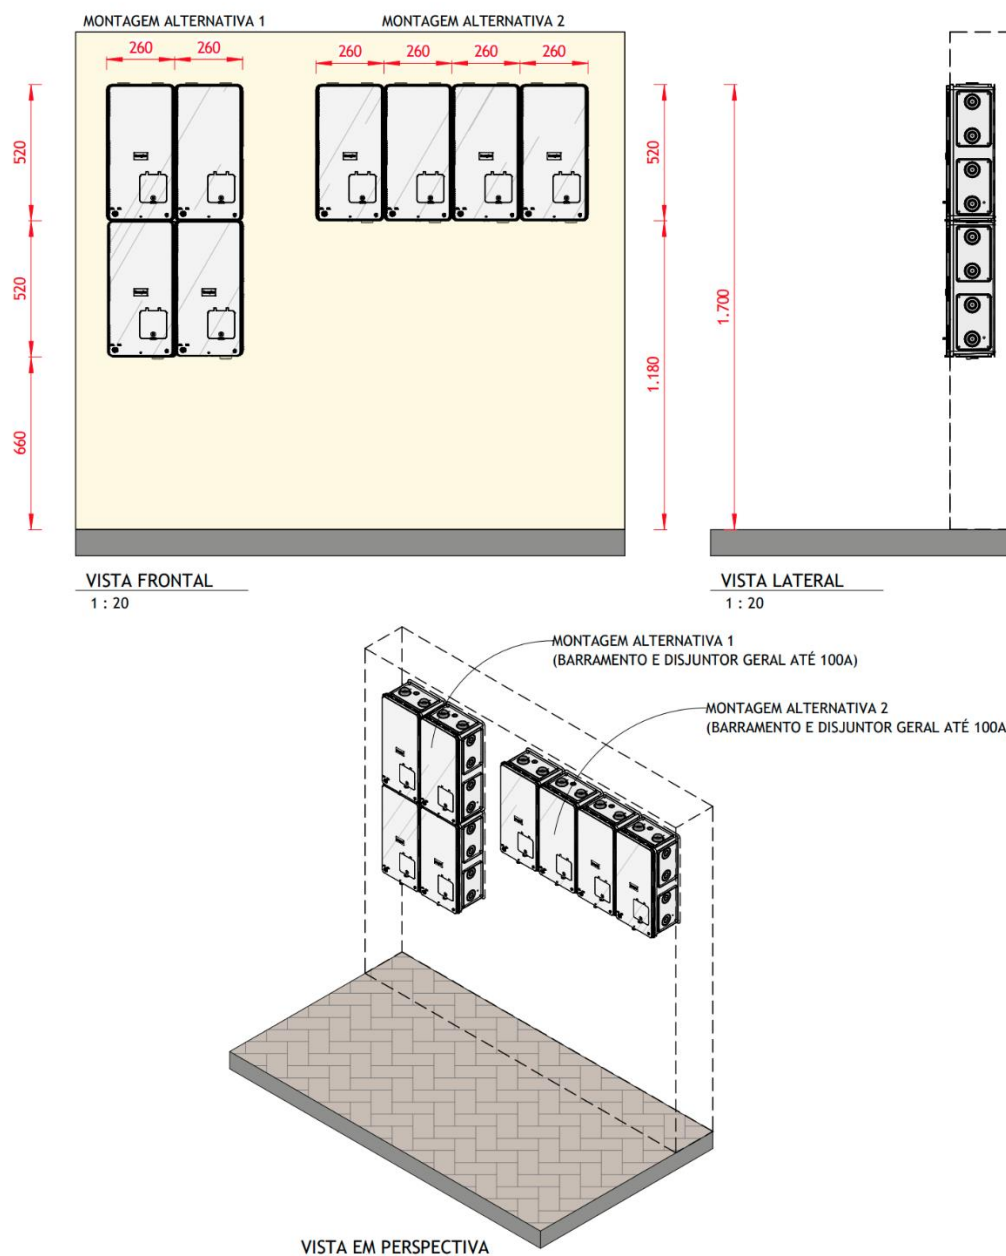 MONTAGEM ALTERNATIVA 1
MONTAGEM ALTERNATIVA 2
260
260
260
260
260
260
520
520
660
520
1.180
1.700
VISTA FRONTAL
1 : 20
VISTA LATERAL
1 : 20
MONTAGEM ALTERNATIVA 1
(BARRAMENTO E DISJUNTOR GERAL ATÉ 100A)
MONTAGEM ALTERNATIVA 2
(BARRAMENTO E DISJUNTOR GERAL ATÉ 100A
VISTA EM PERSPECTIVA